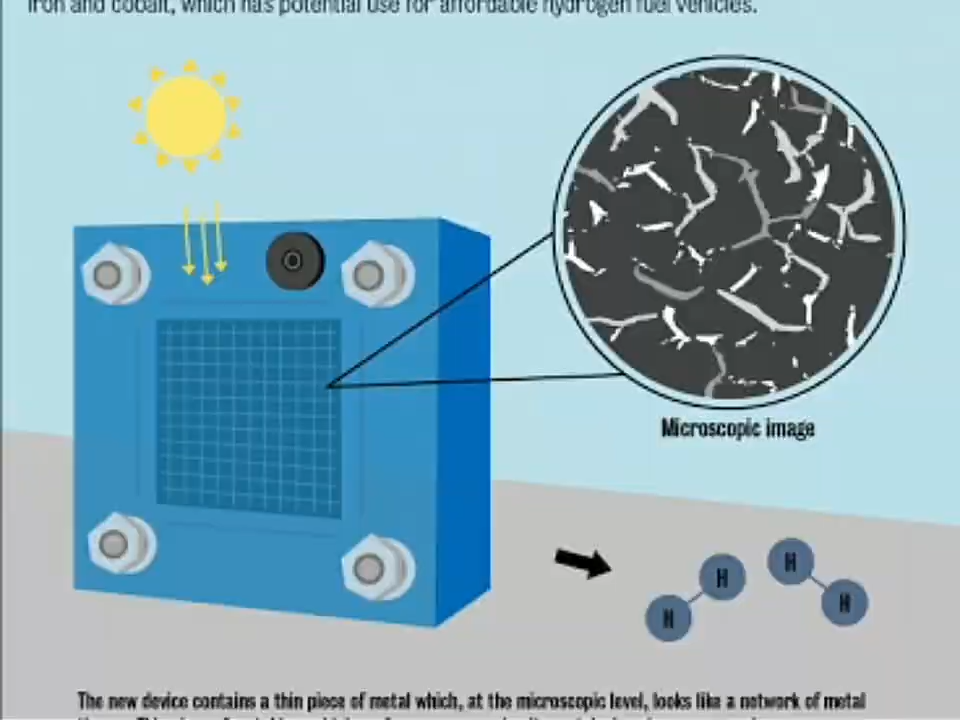 iron and cobalt, which has potential use for affordable hydrogen fuel vehicles.
Microscopic image
H
H
H
H
The new device contains a thin piece of metal which, at the microscopic level, looks like a network of metal